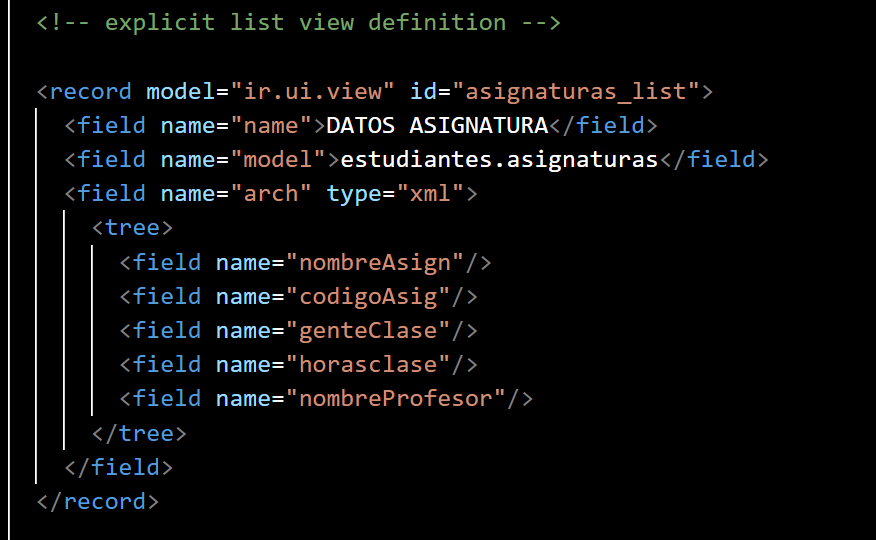 <!-- explicit list view definition -->
<record model="ir.ui.view" id="asignaturas_list">
<field name="name">DATOS ASIGNATURA</field>
<field name="model">estudiantes.asignaturas</field>
<field name="arch" type="xml">
<tree>
<field name="nombreAsign"/>
<field name="codigoAsig"/>
<field name="genteClase"/>
<field name="horasclase"/>
<field name="nombreProfesor"/>
</tree>
</field>
</record>